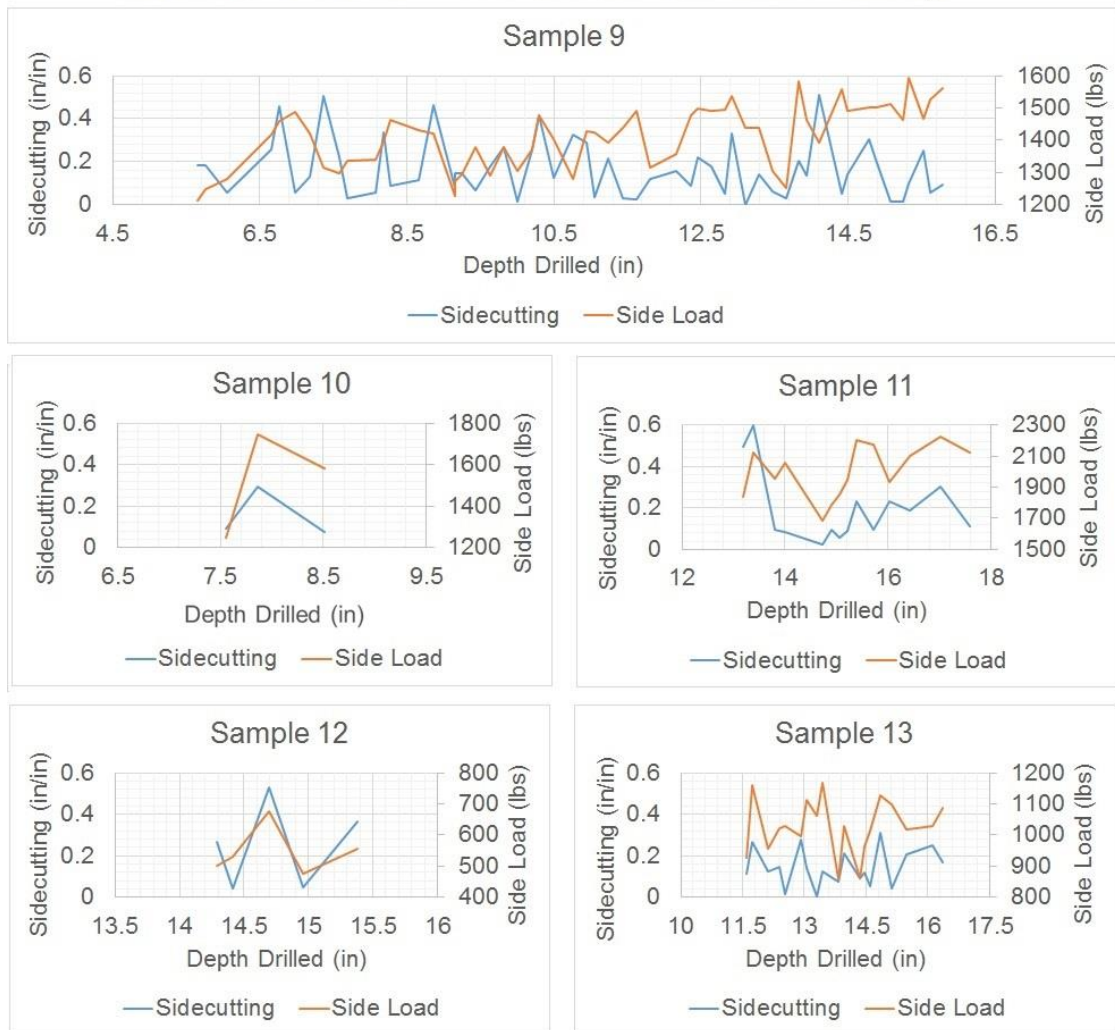 Sample 9
Sidecutting (in/in)
0.6
0.4
0.2
0
1600
1500
1400
1300
1200
Side Load (lbs)
4.5 6.5 8.5 10.5 12.5 14.5 16.5
Depth Drilled (in)
Sidecutting Side Load
Sample 10
Sidecutting (in/in)
0.6
0.4
0.2
0
1800
1600
1400
1200
Side Load (lbs)
6.5 7.5 8.5 9.5
Depth Drilled (in)
Sidecutting Side Load
Sample 11
Sidecutting (in/in)
0.6
0.4
0.2
0
2300
2100
1900
1700
1500
Side Load (lbs)
12 14 16 18
Depth Drilled (in)
Sidecutting Side Load
Sample 12
Sidecutting (in/in)
0.6
0.4
0.2
0
800
700
600
500
400
Side Load (lbs)
13.5 14 14.5 15 15.5 16
Depth Drilled (in)
Sidecutting Side Load
Sample 13
Sidecutting (in/in)
0.6
0.4
0.2
0
1200
1100
1000
900
800
Side Load (lbs)
10 11.5 13 14.5 16 17.5
Depth Drilled (in)
Sidecutting Side Load